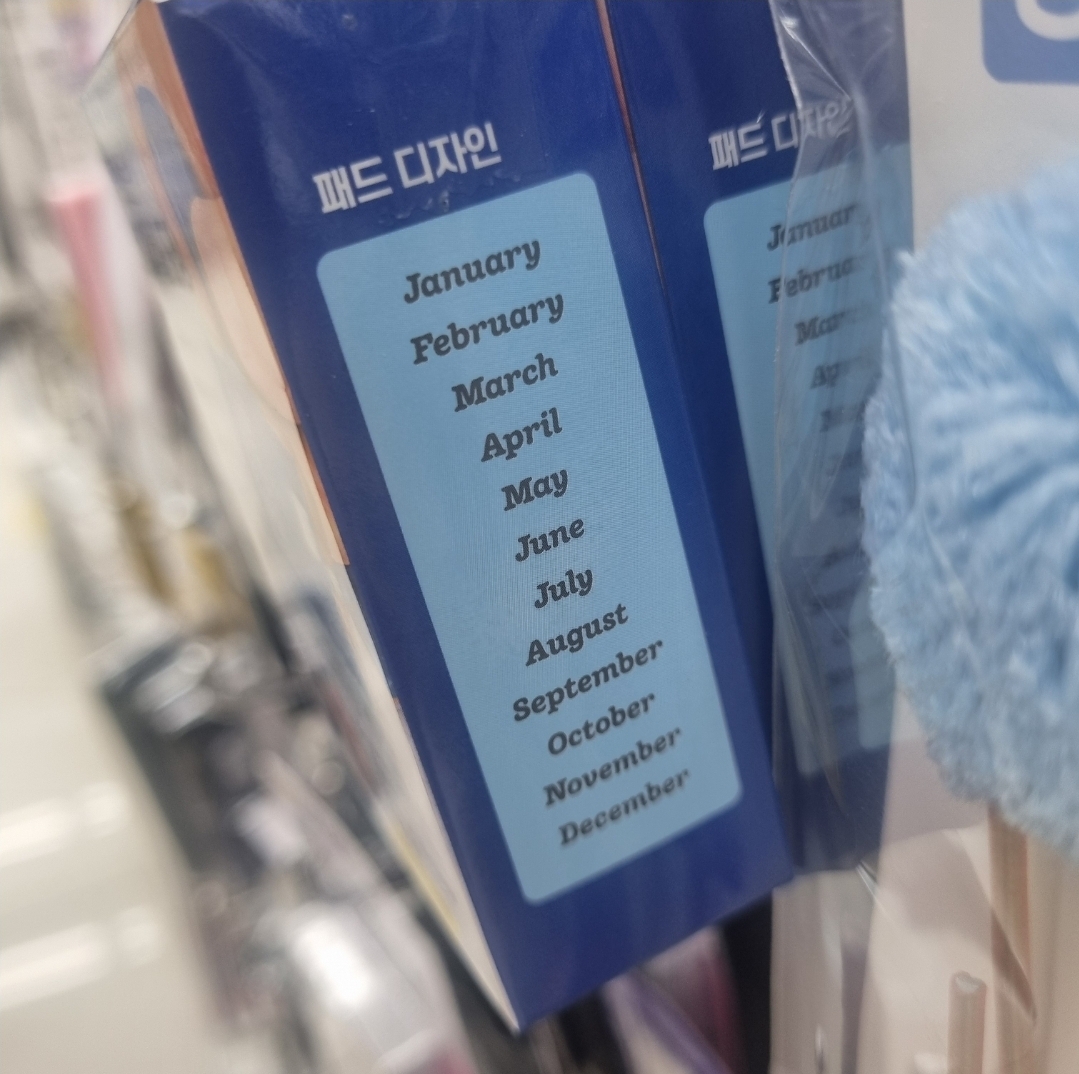 패드 디자인
January
February
March
April
May
June
July
August
September
October
November
December
패드 디자인